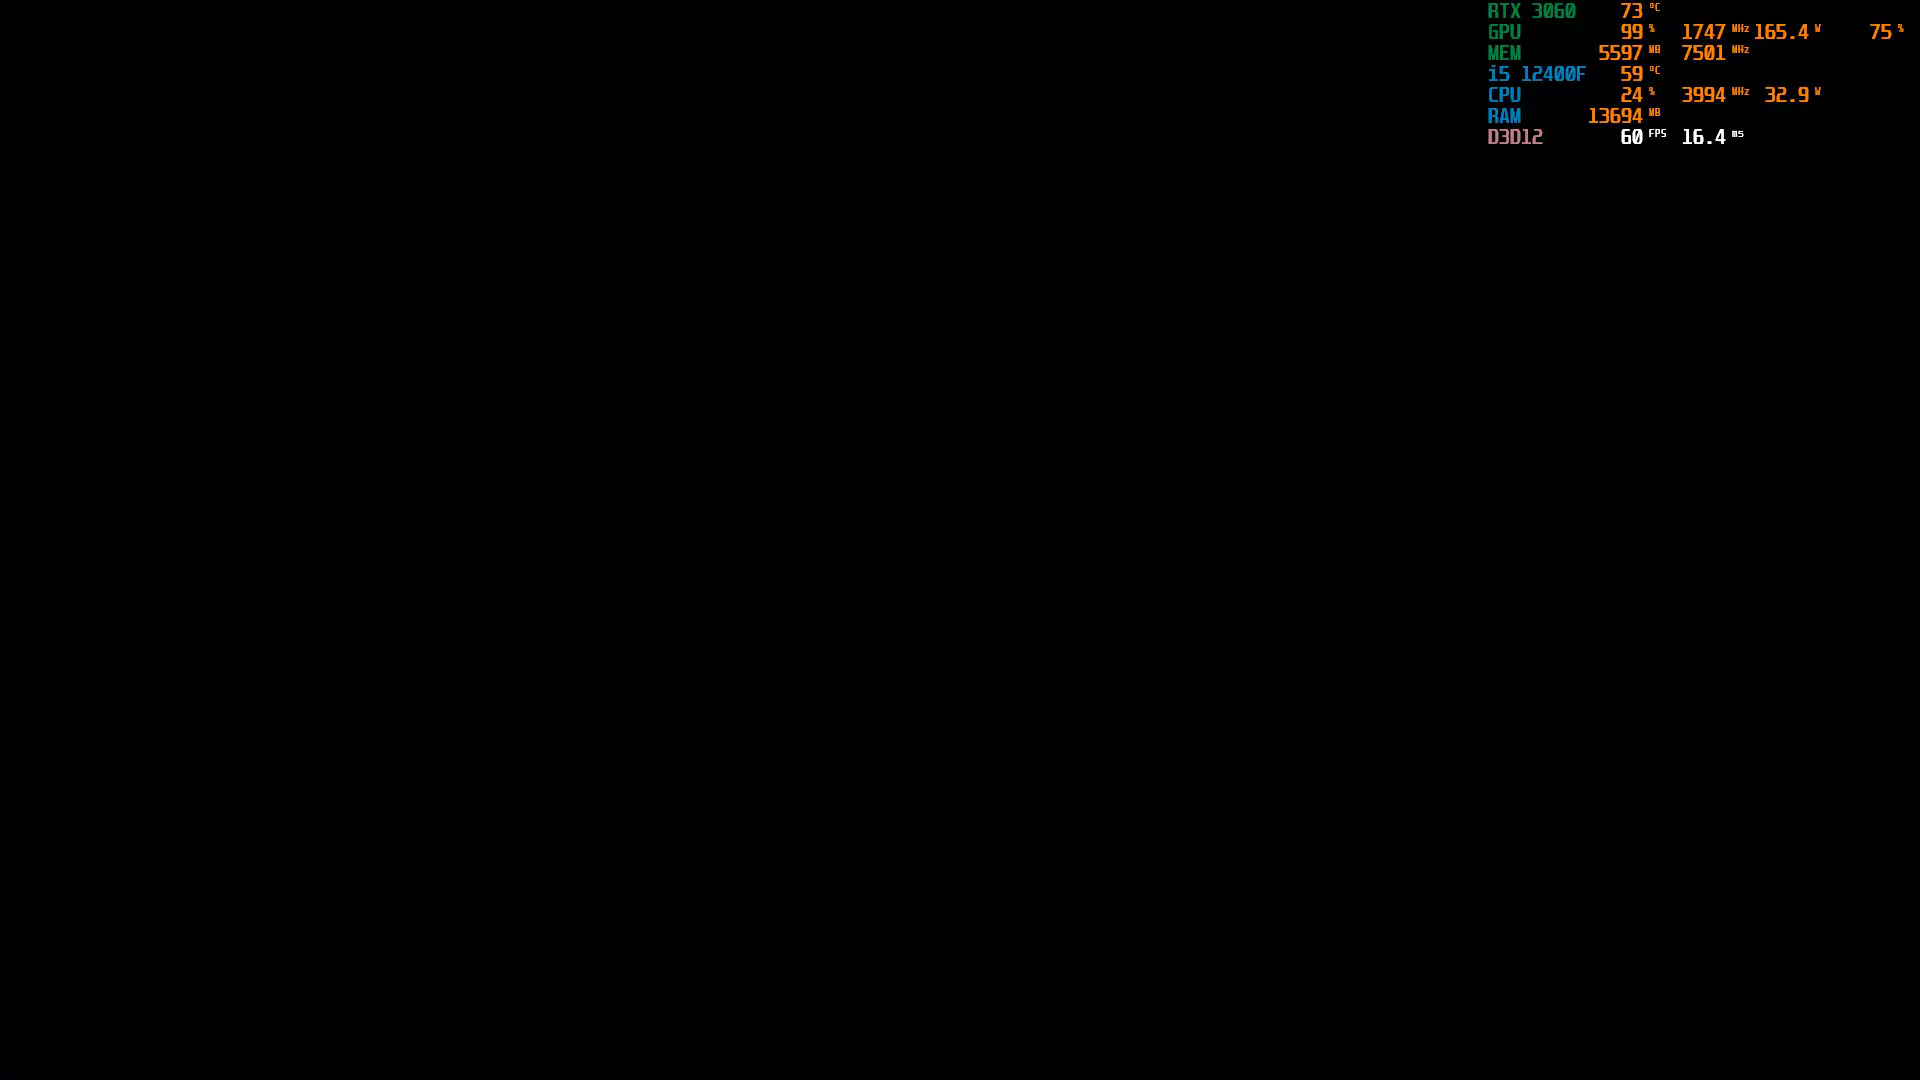 RTX 3060 73 °C
GPU 99 % 1747 MHz 165.4 W 75 %
MEM 5597 MB 7501 MHz
i5 12400F 59 °C
CPU 24 % 3994 MHz 32.9 W
RAM 13694 MB
D3D12 60 FPS 16.4 ms